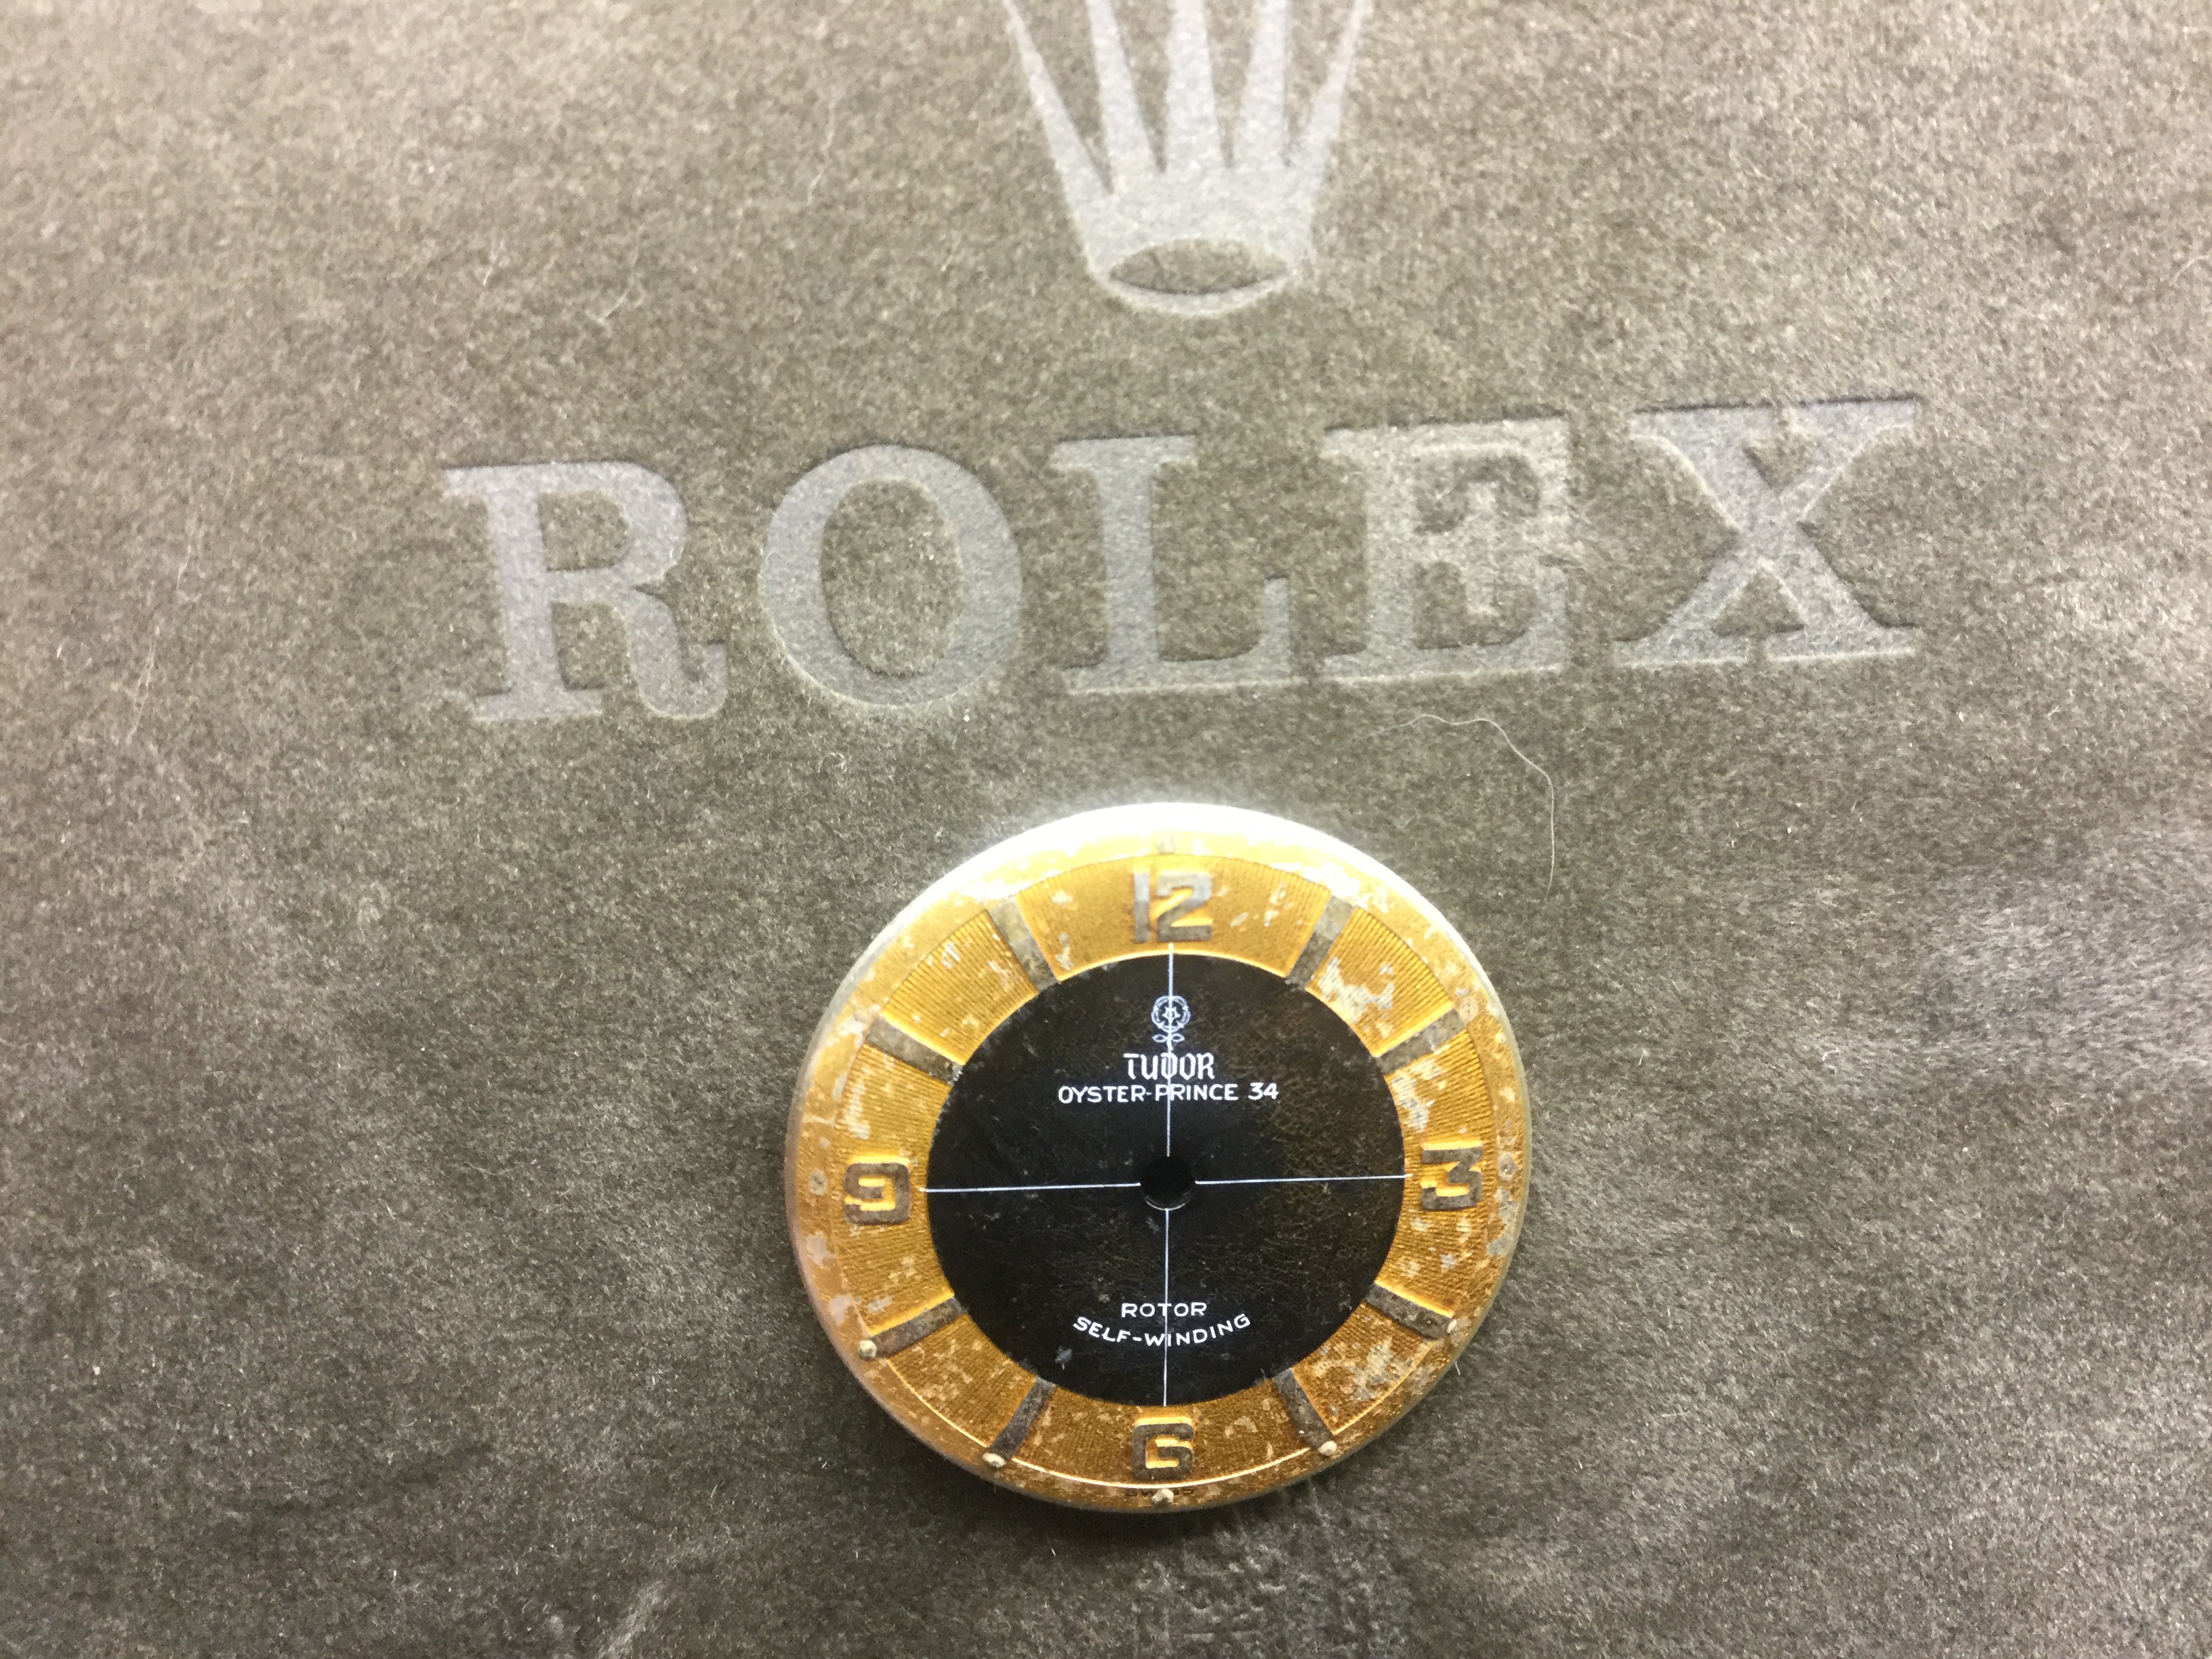 ROLEX
12
TUDOR
OYSTER-PRINCE 34
9
3
ROTOR
SELF-WINDING
6